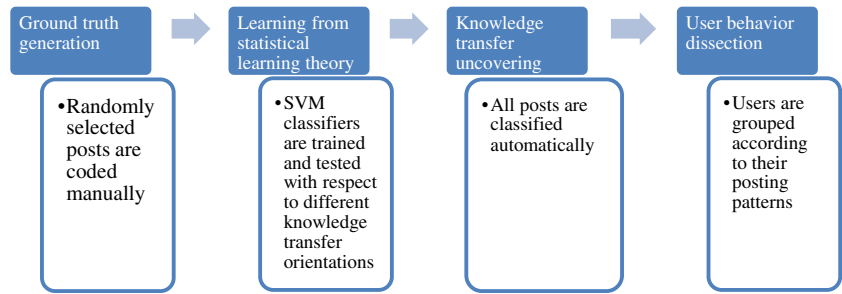 Ground truth
generation
Learning from
statistical
learning theory
Knowledge
transfer
uncovering
User behavior
dissection
•Randomly
selected
posts are
coded
manually
•SVM
classifiers
are trained
and tested
with respect
to different
knowledge
transfer
orientations
•All posts are
classified
automatically
•Users are
grouped
according
to their
posting
patterns